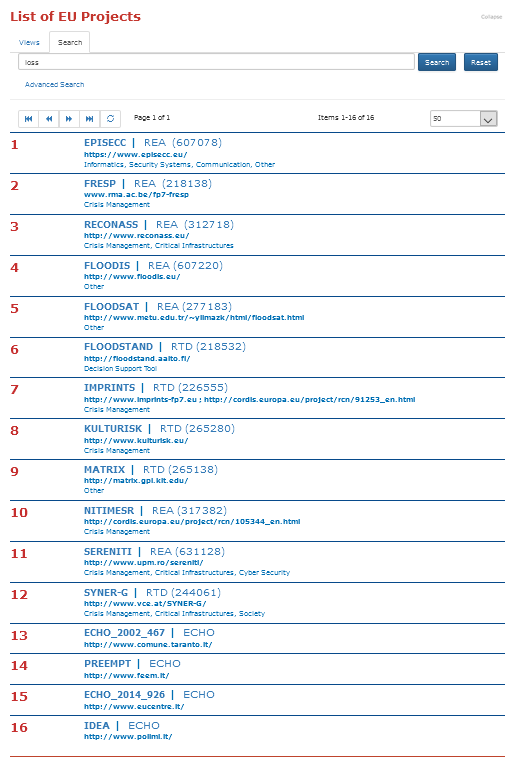 List of EU Projects
Collapse
Views
Search
loss
Search
Reset
Advanced Search
Page 1 of 1
Items 1-16 of 16
50
1
EPISECC | REA (607078)
https://www.episecc.eu/
Informatics, Security Systems, Communication, Other
2
FRESP | REA (218138)
www.rma.ac.be/fp7-fresp
Crisis Management
3
RECONASS | REA (312718)
http://www.reconass.eu/
Crisis Management, Critical Infrastructures
4
FLOODIS | REA (607220)
http://www.floodis.eu/
Other
5
FLOODSAT | REA (277183)
http://www.metu.edu.tr/~yilmazk/html/floodsat.html
Other
6
FLOODSTAND | RTD (218532)
http://floodstand.aalto.fi/
Decision Support Tool
7
IMPRINTS | RTD (226555)
http://www.imprints-fp7.eu ; http://cordis.europa.eu/project/rcn/91253_en.html
Crisis Management
8
KULTURISK | RTD (265280)
http://www.kulturisk.eu/
Crisis Management
9
MATRIX | RTD (265138)
http://matrix.gpi.kit.edu/
Other
10
NITIMESR | REA (317382)
http://cordis.europa.eu/project/rcn/105344_en.html
Crisis Management
11
SERENITI | REA (631128)
http://www.upm.ro/sereniti/
Crisis Management, Critical Infrastructures, Cyber Security
12
SYNER-G | RTD (244061)
http://www.vce.at/SYNER-G/
Crisis Management, Critical Infrastructures, Society
13
ECHO_2002_467 | ECHO
http://www.comune.taranto.it/
14
PREEMPT | ECHO
http://www.feem.it/
15
ECHO_2014_926 | ECHO
http://www.eucentre.it/
16
IDEA | ECHO
http://www.polimi.it/